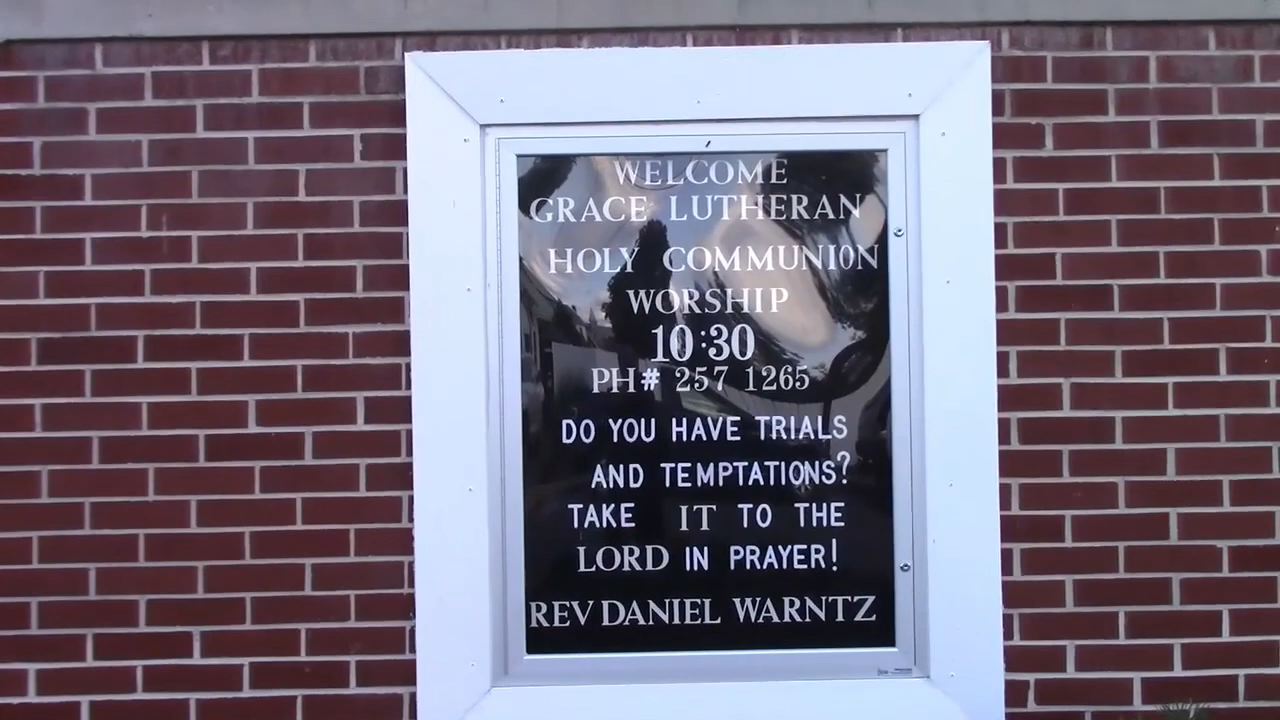 WELCOME
GRACE LUTHERAN
HOLY COMMUNION
WORSHIP
10:30
PH# 257 1265
DO YOU HAVE TRIALS
AND TEMPTATIONS?
TAKE IT TO THE
LORD IN PRAYER!
REV DANIEL WARNTZ